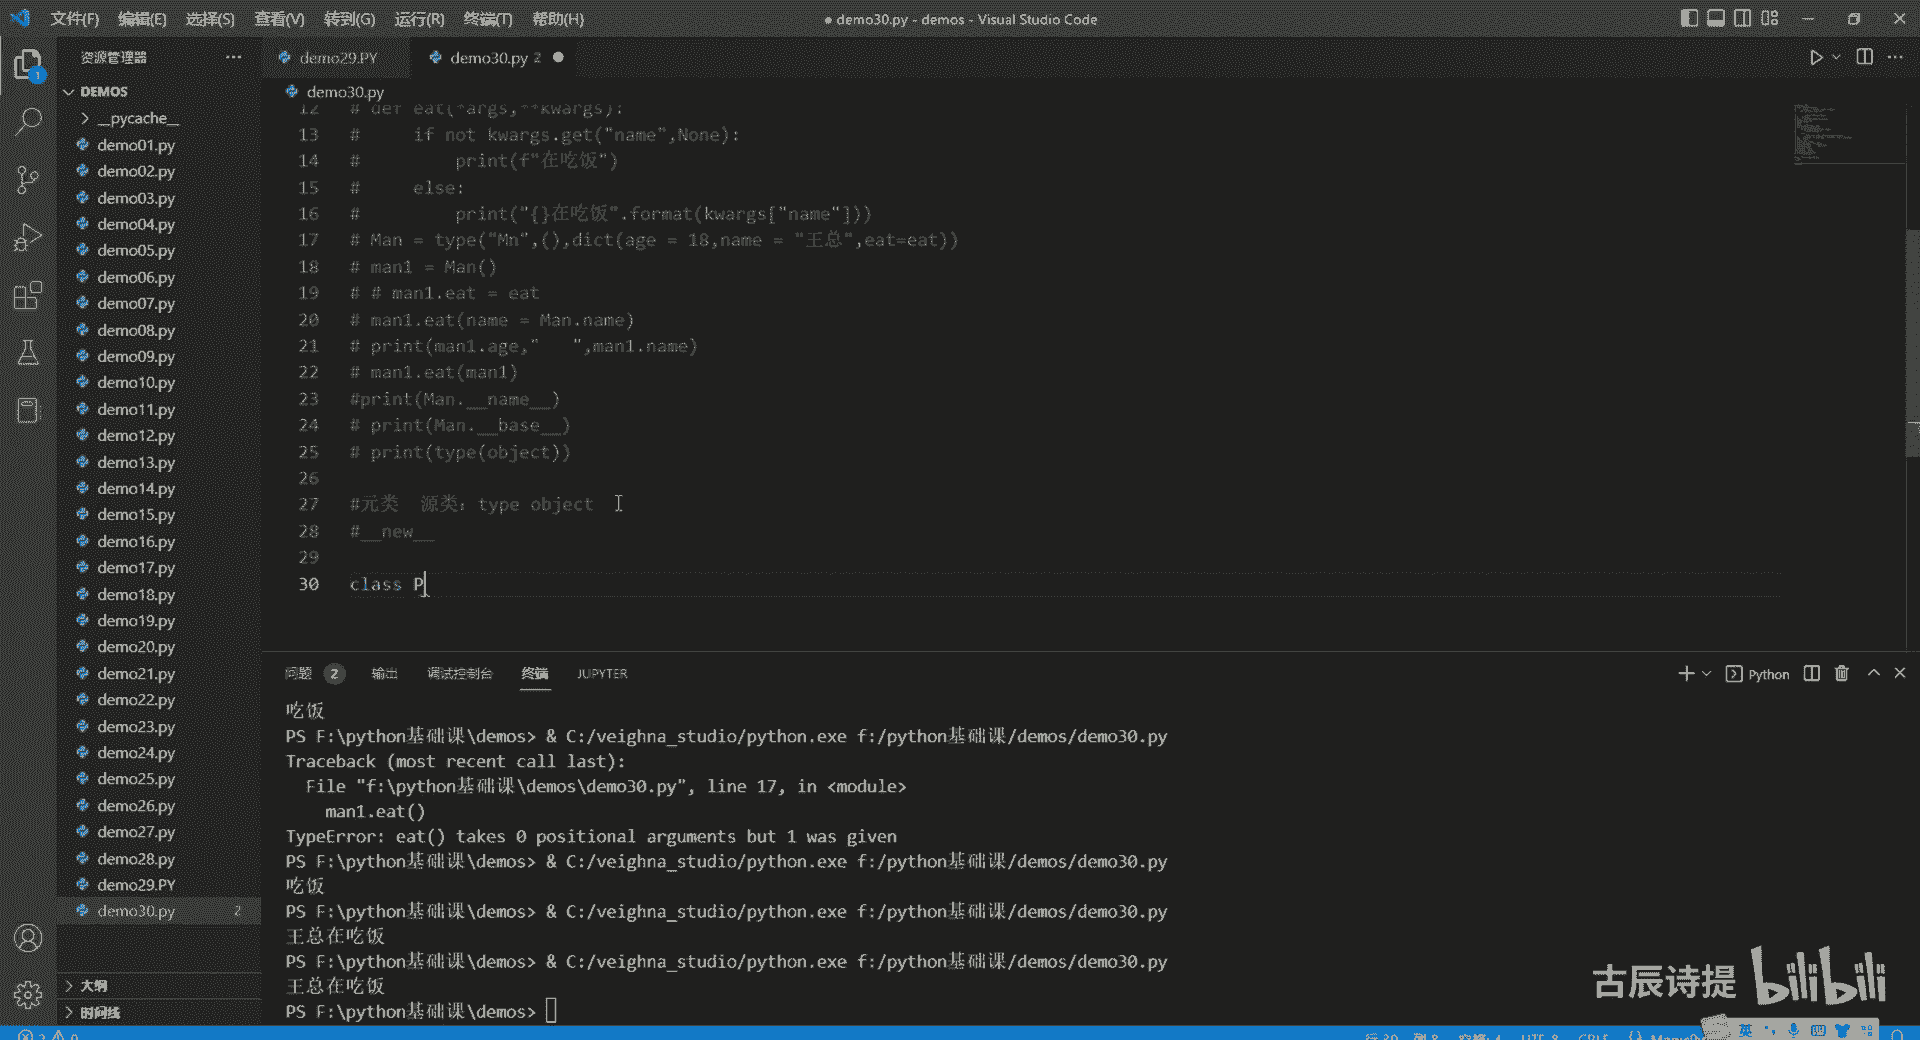 文件(F) 编辑(E) 选择(S) 查看(V) 转到(G) 运行(R) 终端(T) 帮助(H)
● demo30.py - demos - Visual Studio Code
资源管理器
demo29.PY
demo30.py 2
DEMOS
demo30.py
__pycache__
demo01.py
demo02.py
demo03.py
demo04.py
demo05.py
demo06.py
demo07.py
demo08.py
demo09.py
demo10.py
demo11.py
demo12.py
demo13.py
demo14.py
demo15.py
demo16.py
demo17.py
demo18.py
demo19.py
demo20.py
demo21.py
demo22.py
demo23.py
demo24.py
demo25.py
demo26.py
demo27.py
demo28.py
demo29.PY
demo30.py 2
大纲
时间线
1
12 # def eat(*args,**kwargs):
13 #     if not kwargs.get("name",None):
14 #         print(f"在吃饭")
15 #     else:
16 #         print("{}在吃饭".format(kwargs["name"]))
17 # Man = type("Mn",(),dict(age = 18,name = "王总",eat=eat))
18 # man1 = Man()
19 # # man1.eat = eat
20 # man1.eat(name = Man.name)
21 # print(man1.age,"   ",man1.name)
22 # man1.eat(man1)
23 #print(Man.__name__)
24 # print(Man.__base__)
25 # print(type(object))
26
27 #元类  源类：type object
28 #__new__
29
30 class P
问题 2 输出 调试控制台 终端 JUPYTER
Python
吃饭
PS F:\python基础课\demos> & C:/veighna_studio/python.exe f:/python基础课/demos/demo30.py
Traceback (most recent call last):
  File "f:\python基础课\demos\demo30.py", line 17, in <module>
    man1.eat()
TypeError: eat() takes 0 positional arguments but 1 was given
PS F:\python基础课\demos> & C:/veighna_studio/python.exe f:/python基础课/demos/demo30.py
吃饭
PS F:\python基础课\demos> & C:/veighna_studio/python.exe f:/python基础课/demos/demo30.py
王总在吃饭
PS F:\python基础课\demos> & C:/veighna_studio/python.exe f:/python基础课/demos/demo30.py
王总在吃饭
PS F:\python基础课\demos>
古辰诗提 bilibili
英